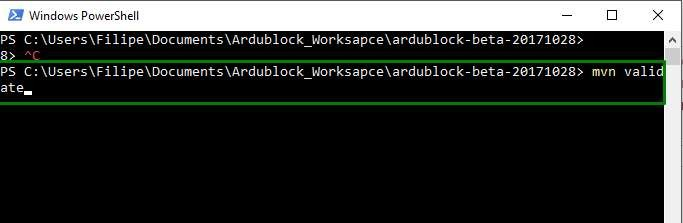 Windows PowerShell
PS C:\Users\Filipe\Documents\Ardublock_Worksapce\ardublock-beta-20171028>
8> ^C
PS C:\Users\Filipe\Documents\Ardublock_Worksapce\ardublock-beta-20171028> mvn valid
ate